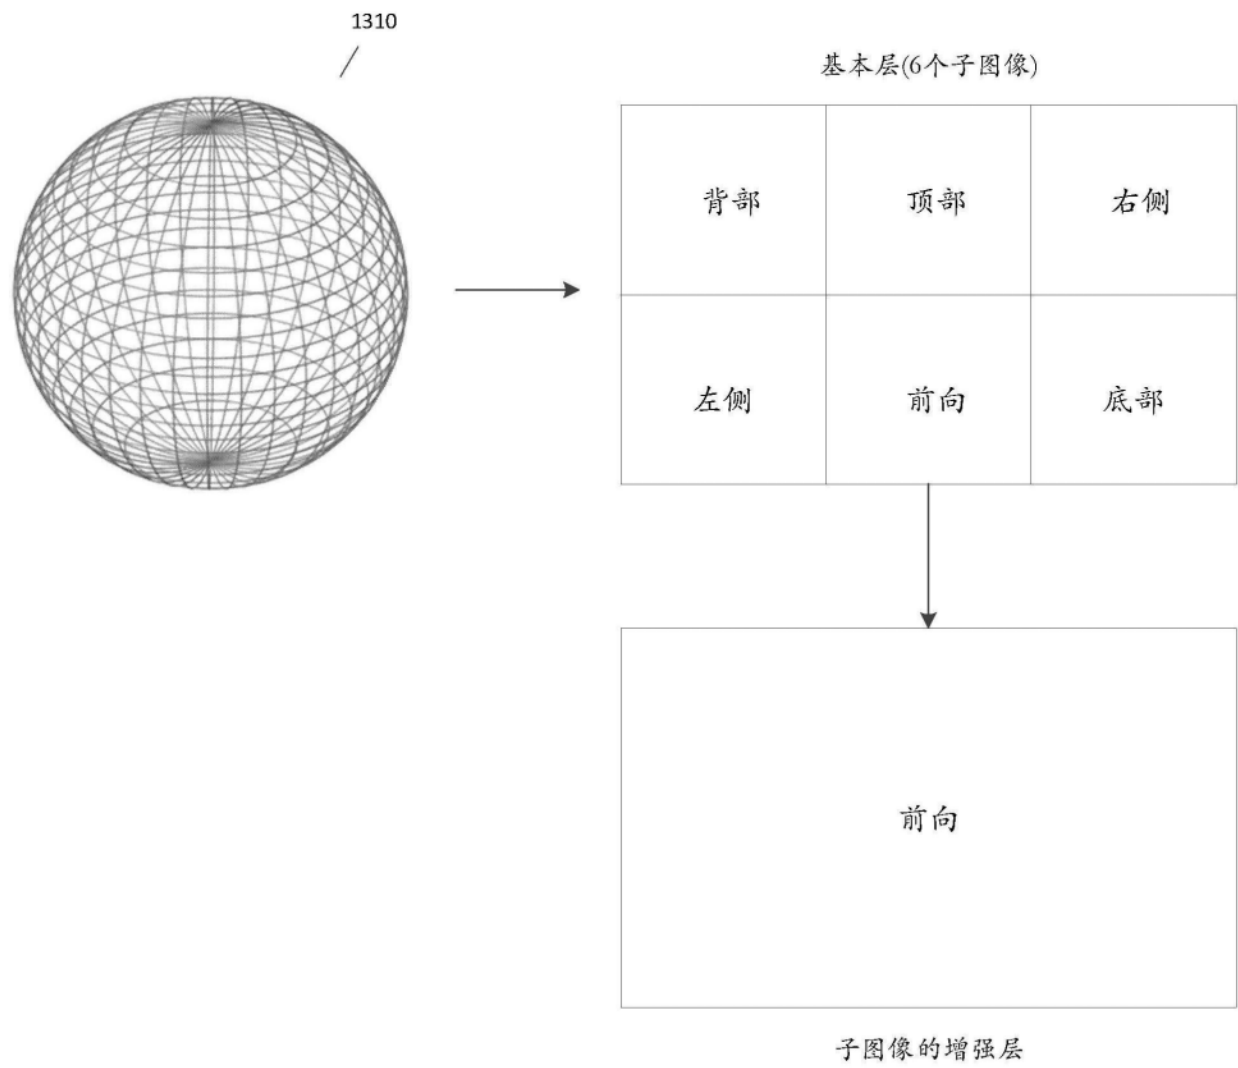 1310
基本层(6个子图像)
背部 顶部 右侧
左侧 前向 底部
前向
子图像的增强层